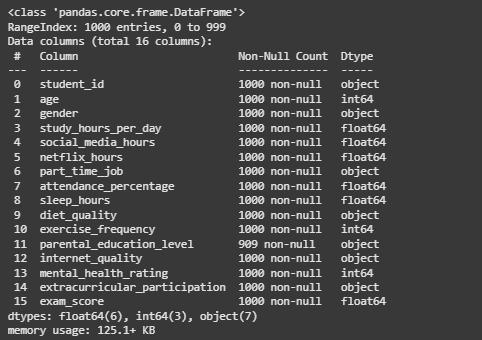 <class 'pandas.core.frame.DataFrame'>
RangeIndex: 1000 entries, 0 to 999
Data columns (total 16 columns):
 #   Column                         Non-Null Count  Dtype
---  ------                         --------------  -----
 0   student_id                     1000 non-null   object
 1   age                            1000 non-null   int64
 2   gender                         1000 non-null   object
 3   study_hours_per_day            1000 non-null   float64
 4   social_media_hours             1000 non-null   float64
 5   netflix_hours                  1000 non-null   float64
 6   part_time_job                  1000 non-null   object
 7   attendance_percentage          1000 non-null   float64
 8   sleep_hours                    1000 non-null   float64
 9   diet_quality                   1000 non-null   object
 10  exercise_frequency             1000 non-null   int64
 11  parental_education_level       909 non-null    object
 12  internet_quality               1000 non-null   object
 13  mental_health_rating           1000 non-null   int64
 14  extracurricular_participation  1000 non-null   object
 15  exam_score                     1000 non-null   float64
dtypes: float64(6), int64(3), object(7)
memory usage: 125.1+ KB